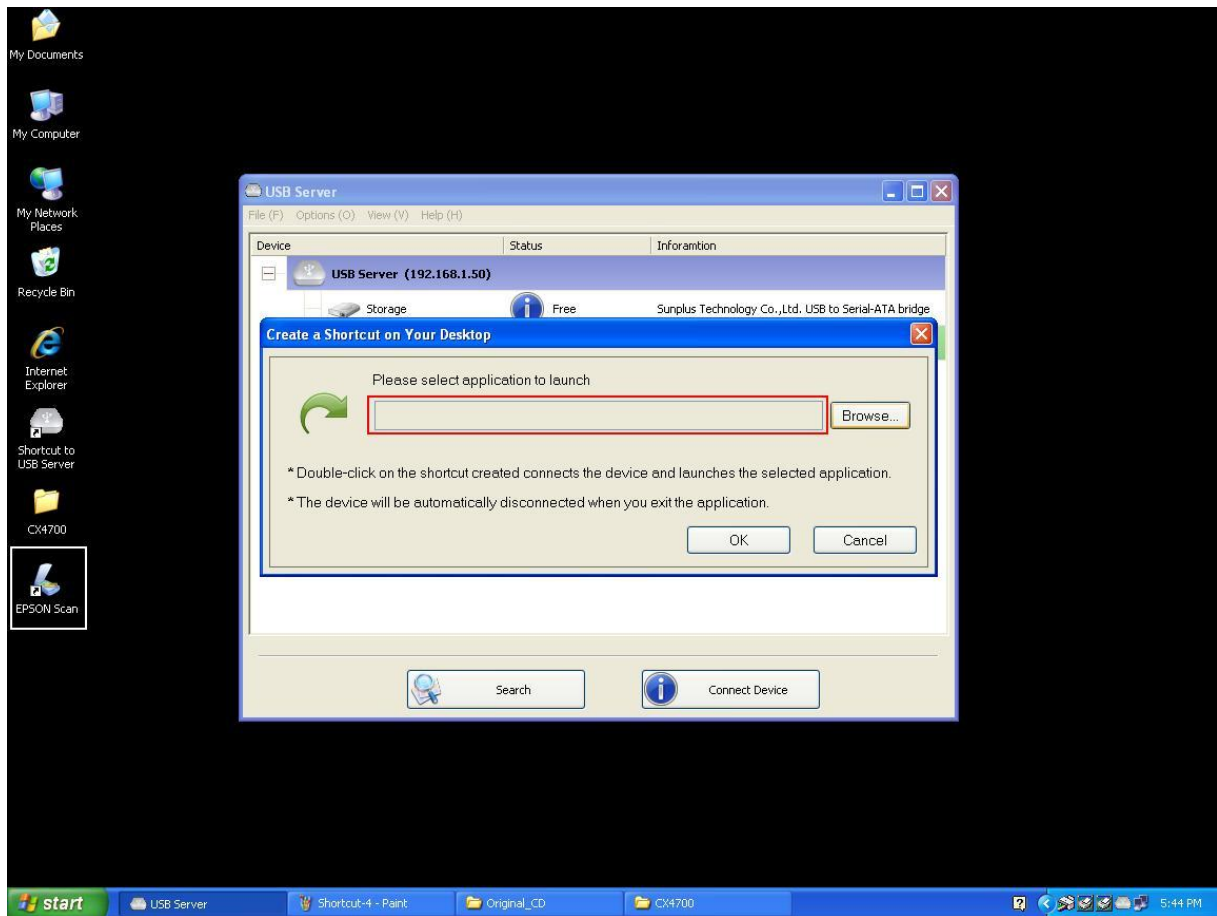 My Documents
My Computer
My Network
Places
Recycle Bin
Internet
Explorer
Shortcut to
USB Server
CX4700
EPSON Scan
USB Server
File (F) Options (O) View (V) Help (H)
Device Status Inforamtion
USB Server (192.168.1.50)
Storage Free Sunplus Technology Co.,Ltd. USB to Serial-ATA bridge
Create a Shortcut on Your Desktop
Please select application to launch
Browse...
* Double-click on the shortcut created connects the device and launches the selected application.
* The device will be automatically disconnected when you exit the application.
OK Cancel
Search Connect Device
start USB Server Shortcut-4 - Paint Original_CD CX4700 5:44 PM